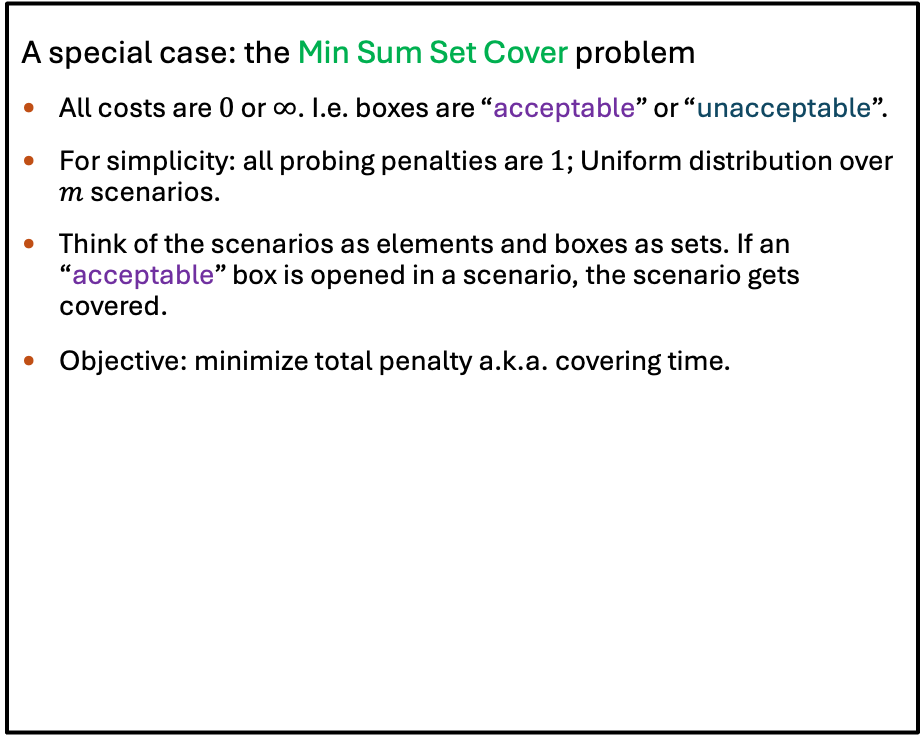 A special case: the Min Sum Set Cover problem
• All costs are 0 or ∞. I.e. boxes are “acceptable” or “unacceptable”.
• For simplicity: all probing penalties are 1; Uniform distribution over
m scenarios.
• Think of the scenarios as elements and boxes as sets. If an
“acceptable” box is opened in a scenario, the scenario gets
covered.
• Objective: minimize total penalty a.k.a. covering time.